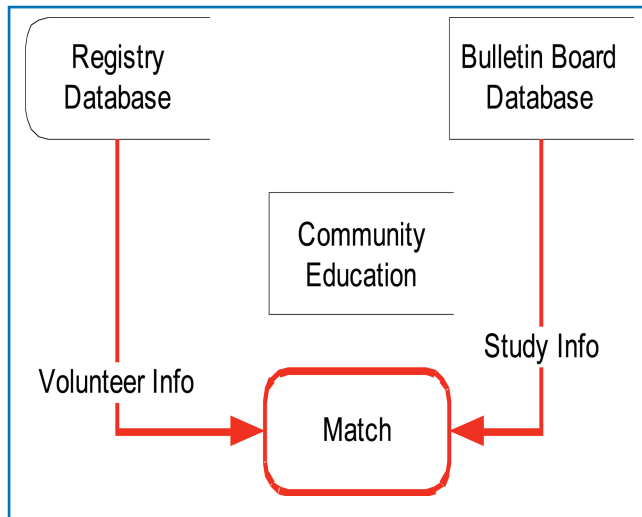 Registry
Database
Bulletin Board
Database
Community
Education
Study Info
Volunteer Info
Match